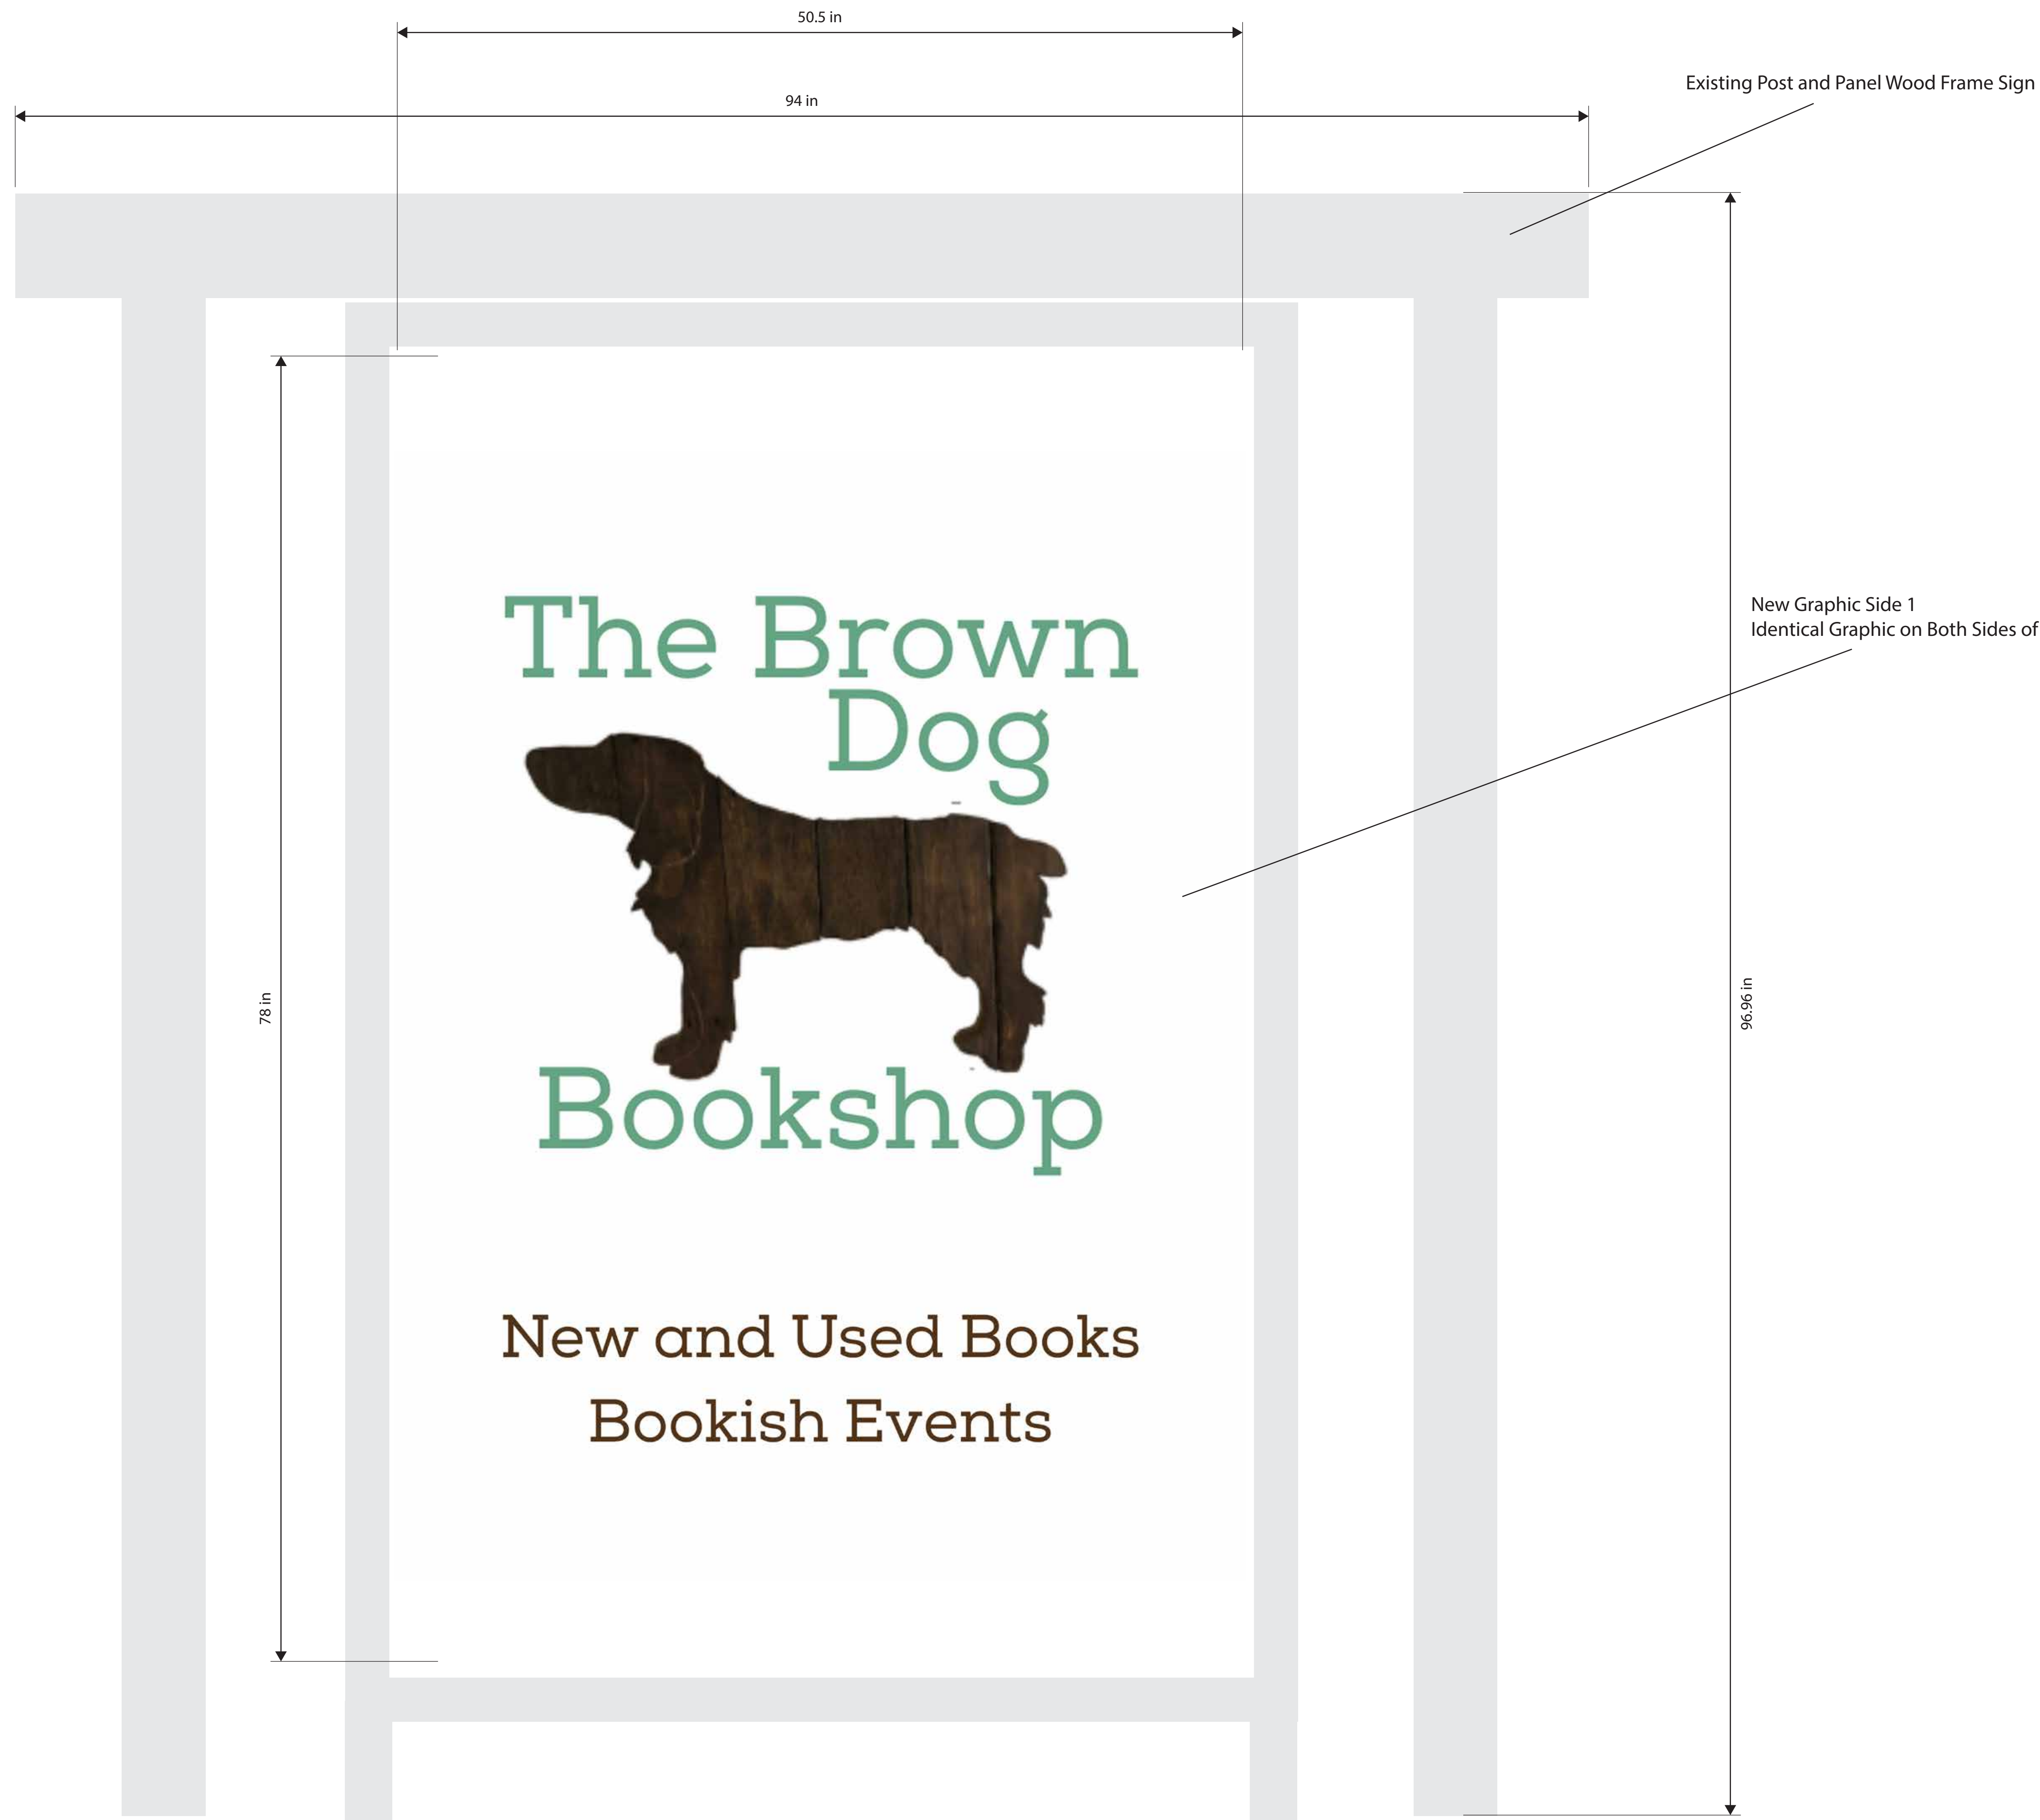 50.5 in
94 in
Existing Post and Panel Wood Frame Sign
The Brown
Dog
New Graphic Side 1
Identical Graphic on Both Sides of
78 in
96.96 in
Bookshop
New and Used Books
Bookish Events